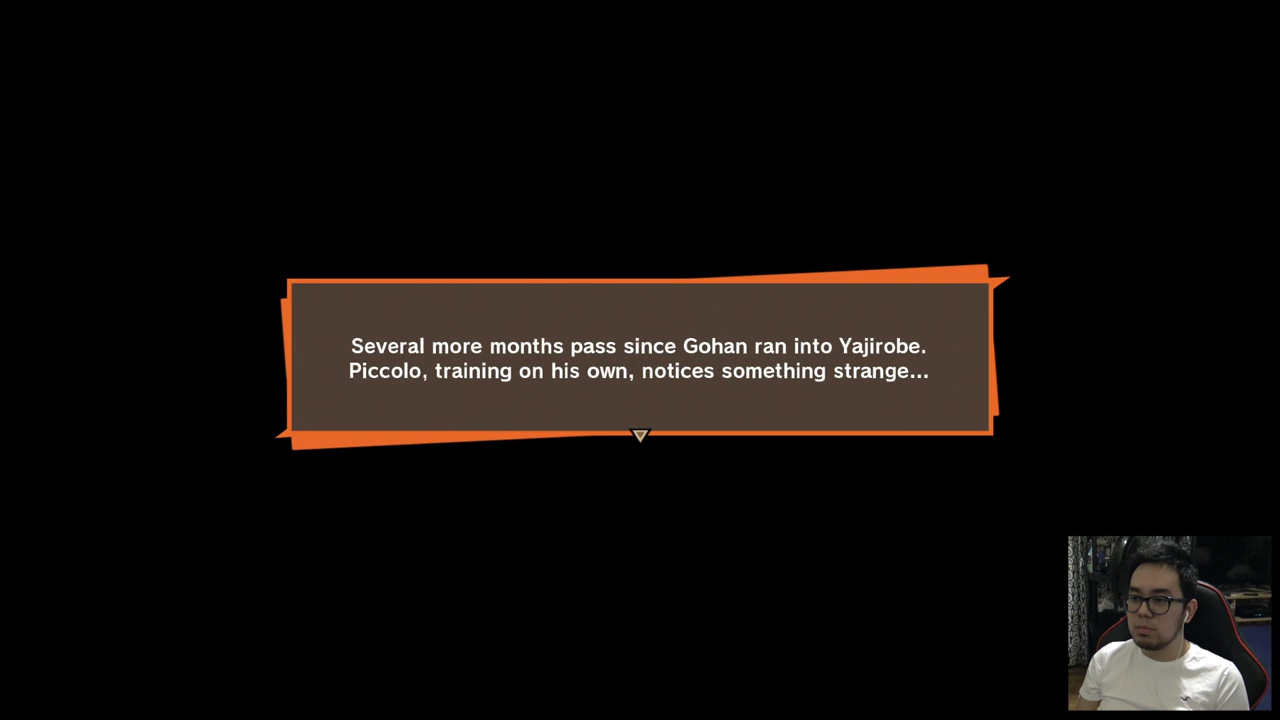 Several more months pass since Gohan ran into Yajirobe.
Piccolo, training on his own, notices something strange...